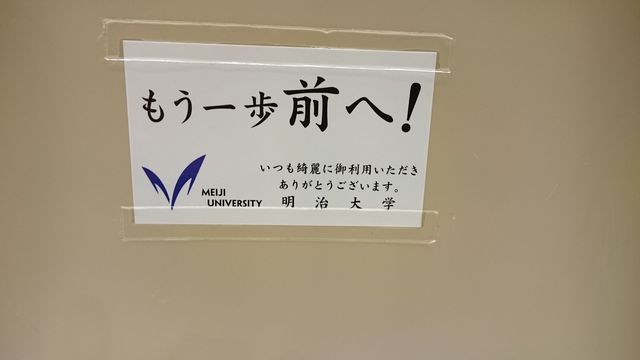 もう一歩前へ!
いつも綺麗に御利用いただき
ありがとうございます。
MEIJI
UNIVERSITY
明治大学